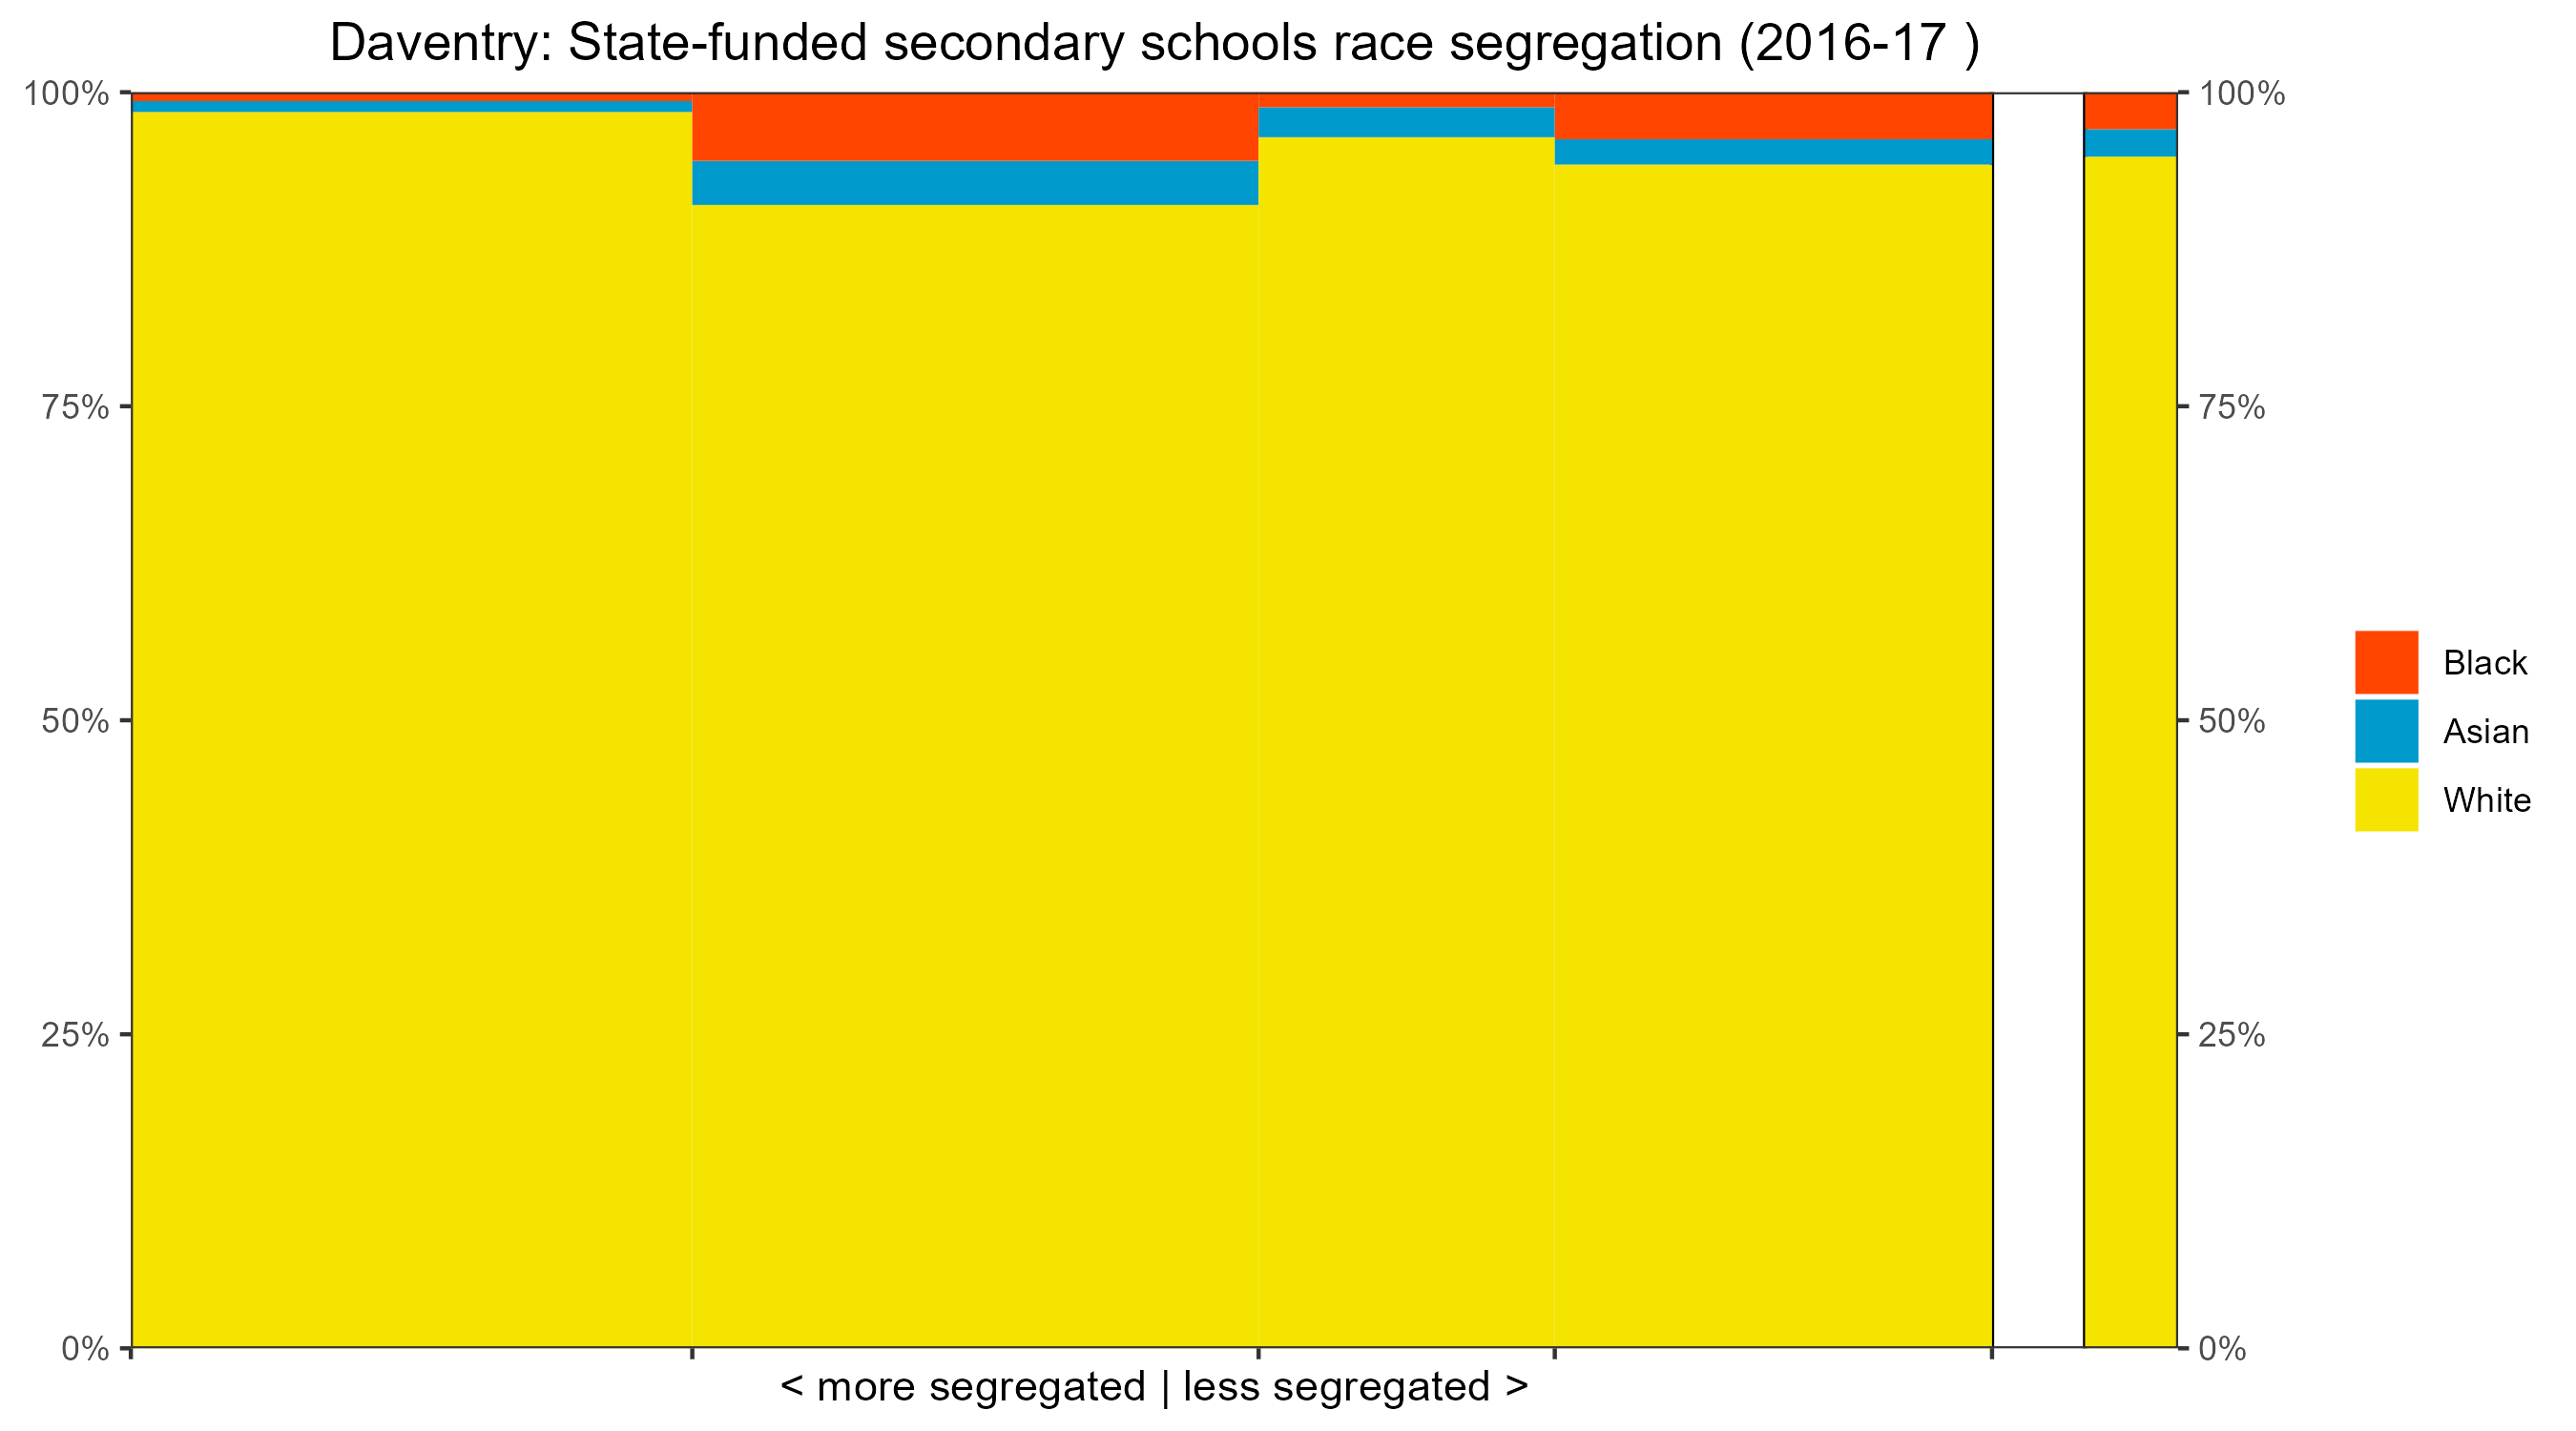 Daventry: State-funded secondary schools race segregation (2016-17 )
100%
75%
50%
25%
0%
100%
75%
50%
25%
0%
Black
Asian
White
< more segregated | less segregated >